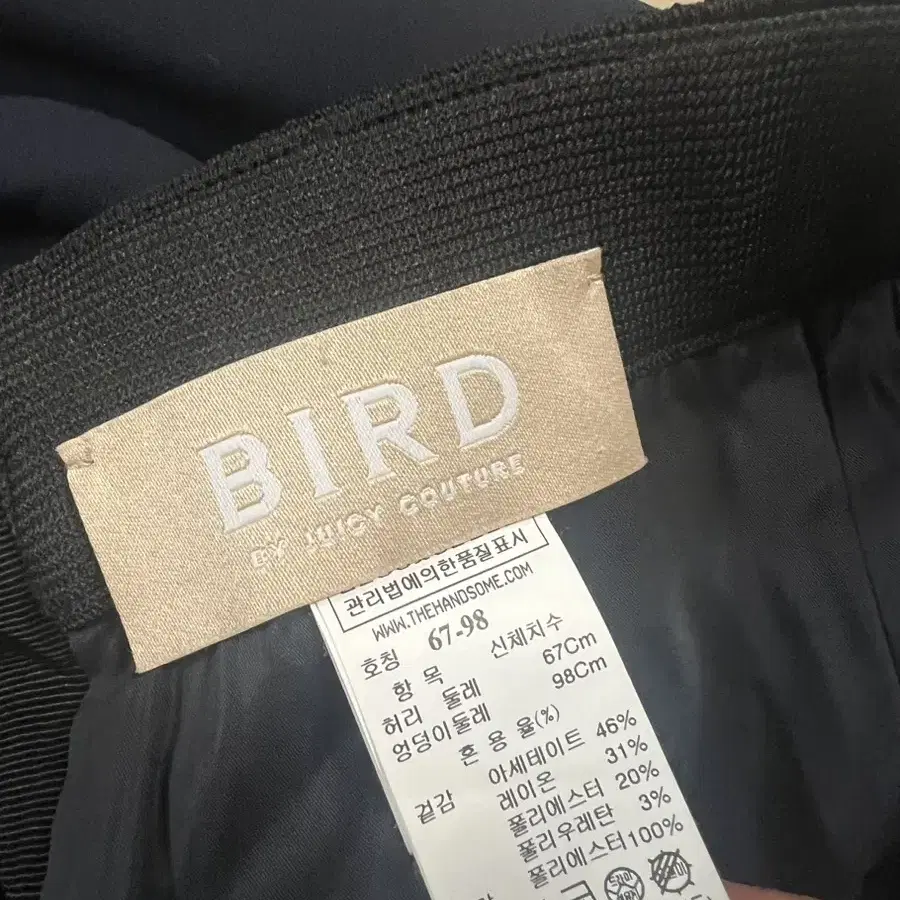 BIRD
BY JUICY COUTURE
관리법에의한품질표시
WWW.THEHANDSOME.COM
호칭 67-98
항 목 신체치수
허리 둘레 67Cm
엉덩이둘레 98Cm
혼 용 율(%)
겉감 아세테이트 46%
레이온 31%
폴리에스터 20%
폴리우레탄 3%
폴리에스터100%